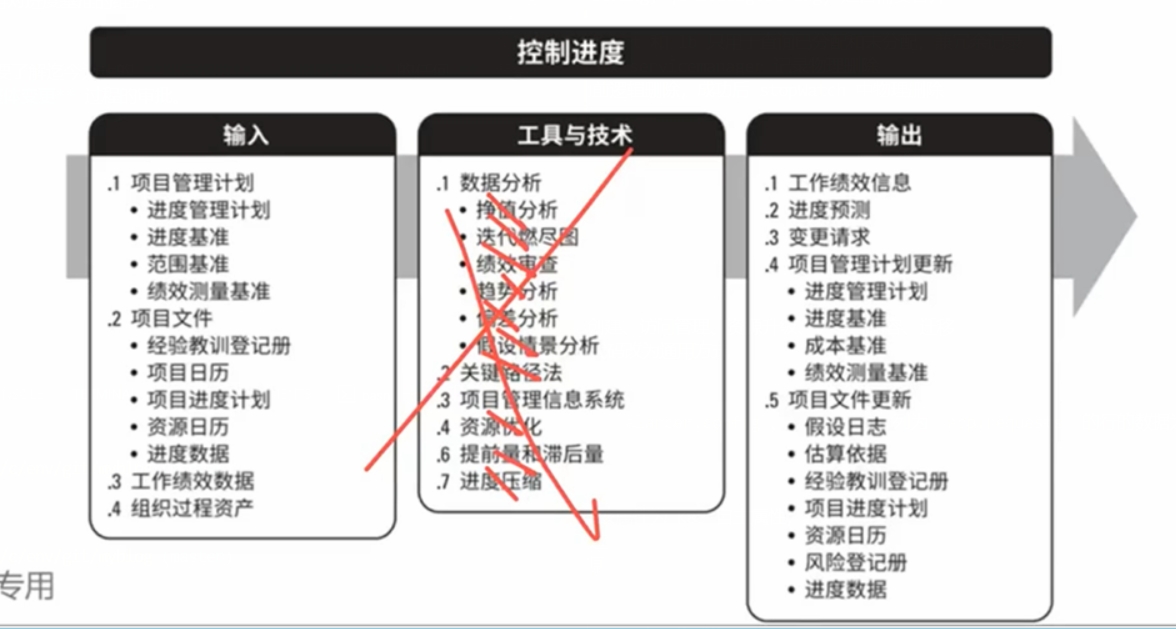 控制进度
输入
.1 项目管理计划
• 进度管理计划
• 进度基准
• 范围基准
• 绩效测量基准
.2 项目文件
• 经验教训登记册
• 项目日历
• 项目进度计划
• 资源日历
• 进度数据
.3 工作绩效数据
.4 组织过程资产
工具与技术
.1 数据分析
• 挣值分析
• 迭代燃尽图
• 绩效审查
• 趋势分析
• 偏差分析
• 假设情景分析
.2 关键路径法
.3 项目管理信息系统
.4 资源优化
.6 提前量和滞后量
.7 进度压缩
输出
.1 工作绩效信息
.2 进度预测
.3 变更请求
.4 项目管理计划更新
• 进度管理计划
• 进度基准
• 成本基准
• 绩效测量基准
.5 项目文件更新
• 假设日志
• 估算依据
• 经验教训登记册
• 项目进度计划
• 资源日历
• 风险登记册
• 进度数据
专用